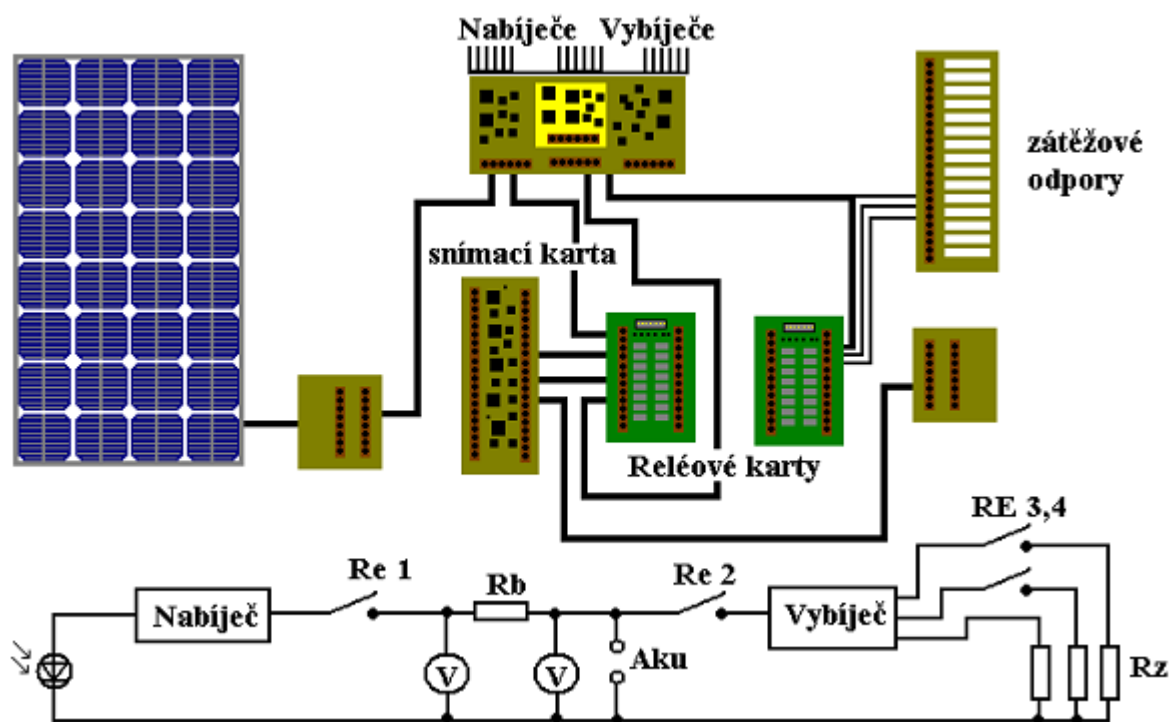 Nabíječe
Vybíječe
zátěžové
odpory
snímací karta
Reléové karty
RE 3,4
Re 1
Rb
Re 2
Nabíječ
Vybíječ
V
V
Aku
Rz